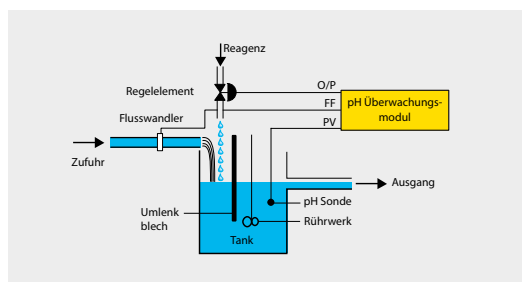 Reagenz
Regelelement
O/P
FF
PV
pH Überwachungs-
modul
Flusswandler
Zufuhr
Ausgang
pH Sonde
Umlenk
blech
Rührwerk
Tank